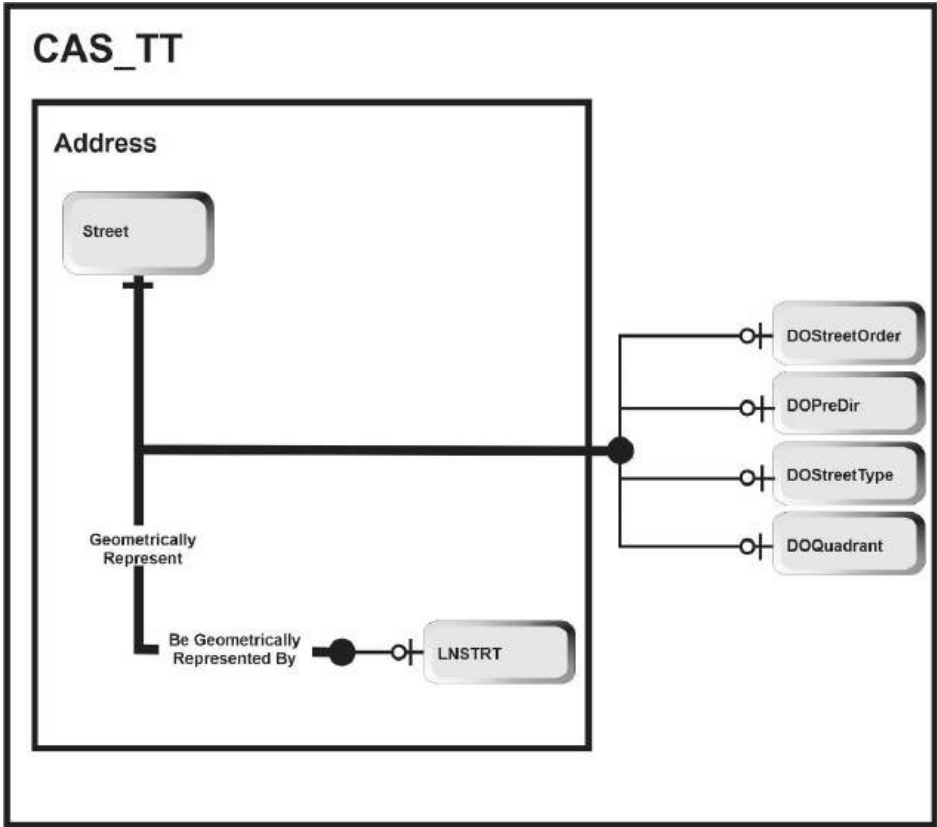 CAS_TT
Address
Street
DOStreetOrder
DOPreDir
DOStreetType
DOQuadrant
Geometrically
Represent
Be Geometrically
Represented By
LNSTRT